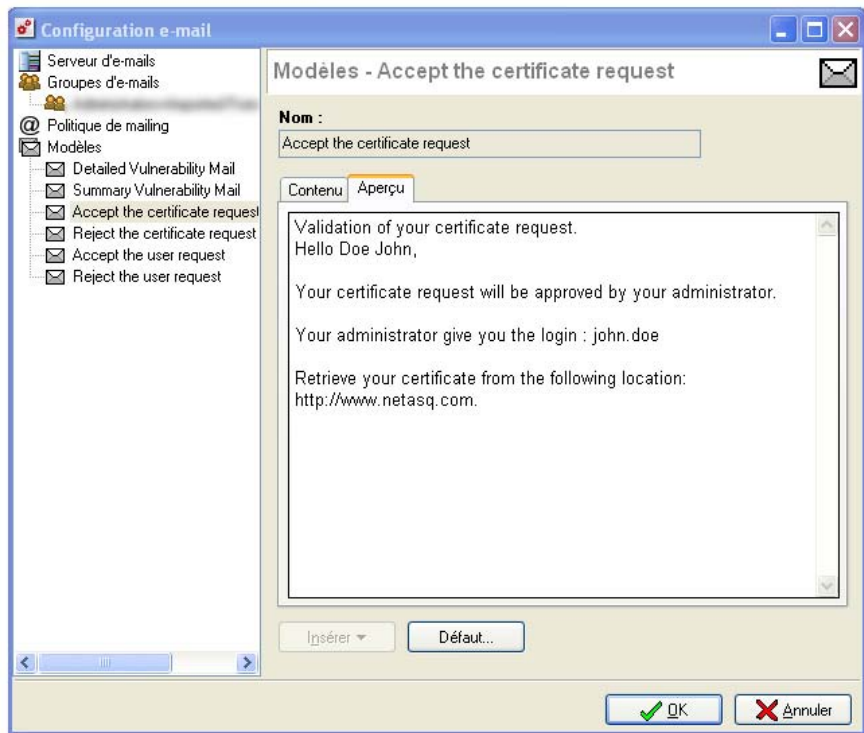 Configuration e-mail
Serveur d'e-mails
Groupes d'e-mails
@ Politique de mailing
Modèles
Detailed Vulnerability Mail
Summary Vulnerability Mail
Accept the certificate request
Reject the certificate request
Accept the user request
Reject the user request
Modèles - Accept the certificate request
Nom :
Accept the certificate request
Contenu
Aperçu
Validation of your certificate request.
Hello Doe John,
Your certificate request will be approved by your administrator.
Your administrator give you the login : john.doe
Retrieve your certificate from the following location:
http://www.netasq.com.
Insérer
Défaut...
OK
Annuler